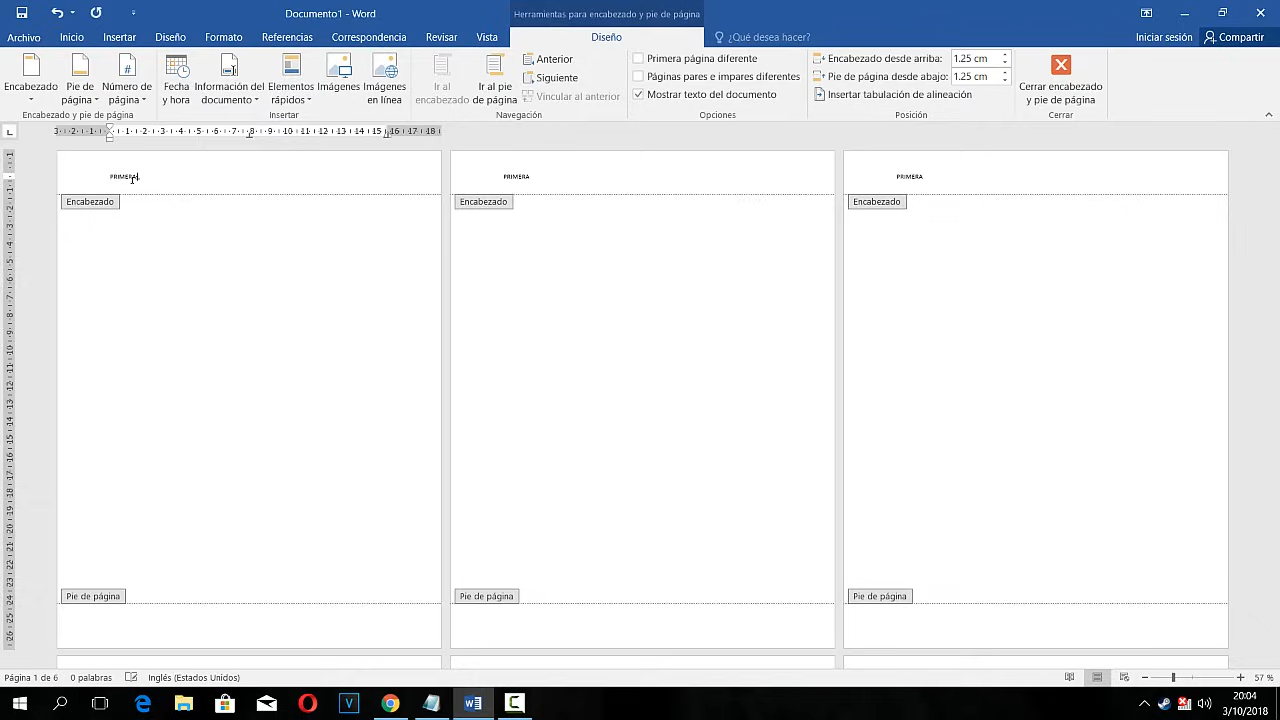 Documento1 - Word
Herramientas para encabezado y pie de página
Archivo
Inicio
Insertar
Diseño
Formato
Referencias
Correspondencia
Revisar
Vista
Diseño
¿Qué desea hacer?
Iniciar sesión
Compartir
Encabezado
Pie de
página
Número de
página
Encabezado y pie de página
Fecha
y hora
Información del
documento
Elementos
rápidos
Imágenes
Imágenes
en línea
Insertar
Ir al
encabezado
Ir al pie
de página
Anterior
Siguiente
Vincular al anterior
Navegación
Primera página diferente
Páginas pares e impares diferentes
Mostrar texto del documento
Opciones
Encabezado desde arriba: 1.25 cm
Pie de página desde abajo: 1.25 cm
Insertar tabulación de alineación
Posición
Cerrar encabezado
y pie de página
Cerrar
PRIMERA
PRIMERA
PRIMERA
Encabezado
Encabezado
Encabezado
Pie de página
Pie de página
Pie de página
Página 1 de 6
0 palabras
Inglés (Estados Unidos)
57 %
20:04
3/10/2018